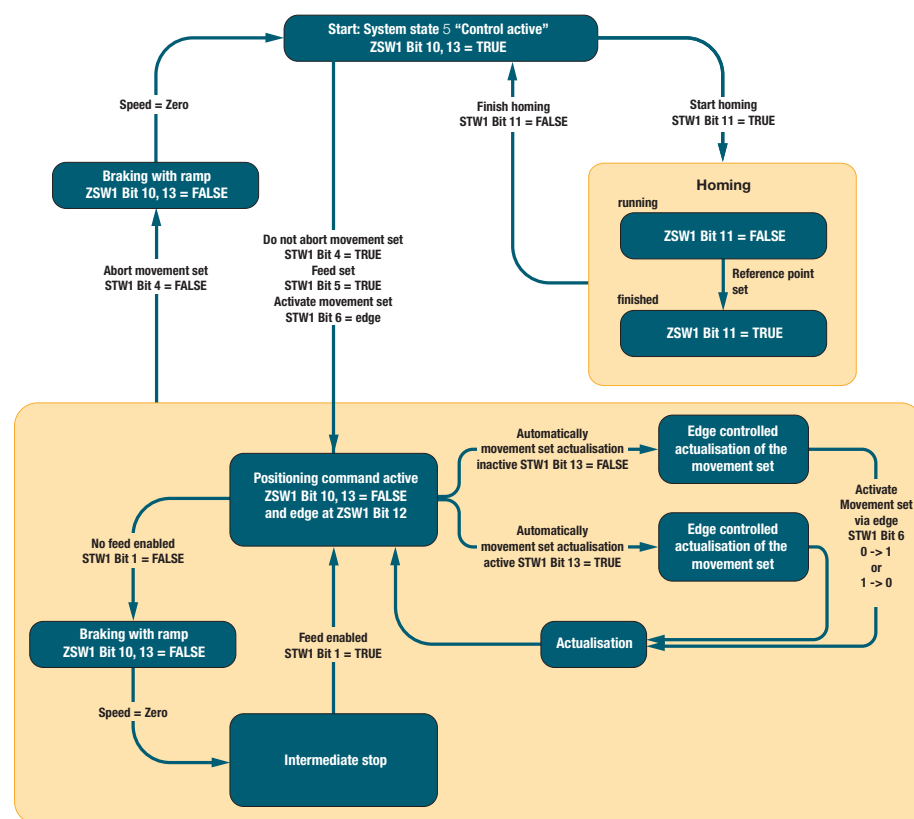 Start: System state 5 “Control active”
ZSW1 Bit 10, 13 = TRUE
Speed = Zero
Finish homing
STW1 Bit 11 = FALSE
Start homing
STW1 Bit 11 = TRUE
Braking with ramp
ZSW1 Bit 10, 13 = FALSE
Homing
running
ZSW1 Bit 11 = FALSE
Reference point
set
finished
ZSW1 Bit 11 = TRUE
Do not abort movement set
STW1 Bit 4 = TRUE
Feed set
STW1 Bit 5 = TRUE
Activate movement set
STW1 Bit 6 = edge
Abort movement set
STW1 Bit 4 = FALSE
Positioning command active
ZSW1 Bit 10, 13 = FALSE
and edge at ZSW1 Bit 12
Automatically
movement set actualisation
inactive STW1 Bit 13 = FALSE
Edge controlled
actualisation of the
movement set
Automatically
movement set actualisation
active STW1 Bit 13 = TRUE
Edge controlled
actualisation of the
movement set
Activate
Movement set
via edge
STW1 Bit 6
0 -> 1
or
1 -> 0
No feed enabled
STW1 Bit 1 = FALSE
Braking with ramp
ZSW1 Bit 10, 13 = FALSE
Feed enabled
STW1 Bit 1 = TRUE
Actualisation
Speed = Zero
Intermediate stop